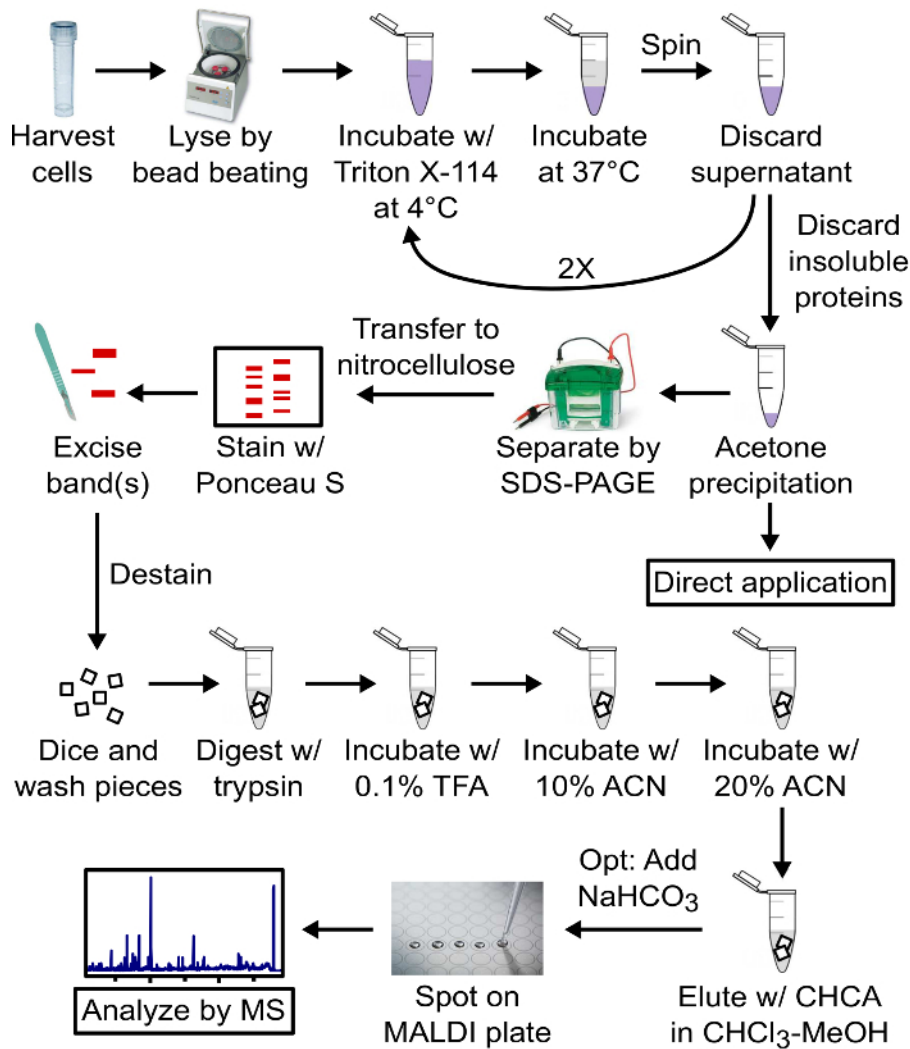 Spin
Harvest
cells
Lyse by
bead beating
Incubate w/
Triton X-114
at 4°C
Incubate
at 37°C
Discard
supernatant
2X
Discard
insoluble
proteins
Transfer to
nitrocellulose
Excise
band(s)
Stain w/
Ponceau S
Separate by
SDS-PAGE
Acetone
precipitation
Direct application
Destain
Dice and
wash pieces
Digest w/
trypsin
Incubate w/
0.1% TFA
Incubate w/
10% ACN
Incubate w/
20% ACN
Opt: Add
NaHCO₃
Analyze by MS
Spot on
MALDI plate
Elute w/ CHCA
in CHCl₃-MeOH